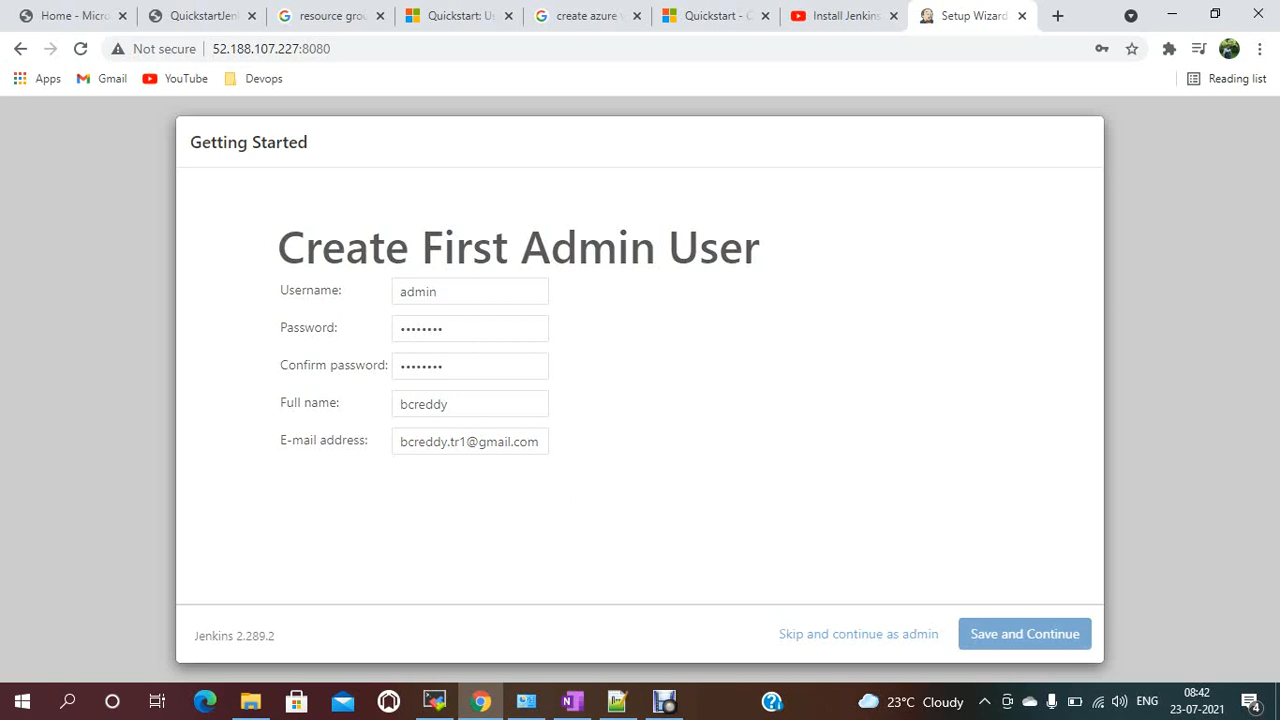 Home - Micro
QuickstartJen
resource grou
Quickstart: U
create azure v
Quickstart - C
Install Jenkins
Setup Wizard
Not secure
52.188.107.227:8080
Apps
Gmail
YouTube
Devops
Reading list
Getting Started
Create First Admin User
Username:
admin
Password:
••••••••
Confirm password:
••••••••
Full name:
bcreddy
E-mail address:
bcreddy.tr1@gmail.com
Jenkins 2.289.2
Skip and continue as admin
Save and Continue
23°C Cloudy
ENG
08:42
23-07-2021
4